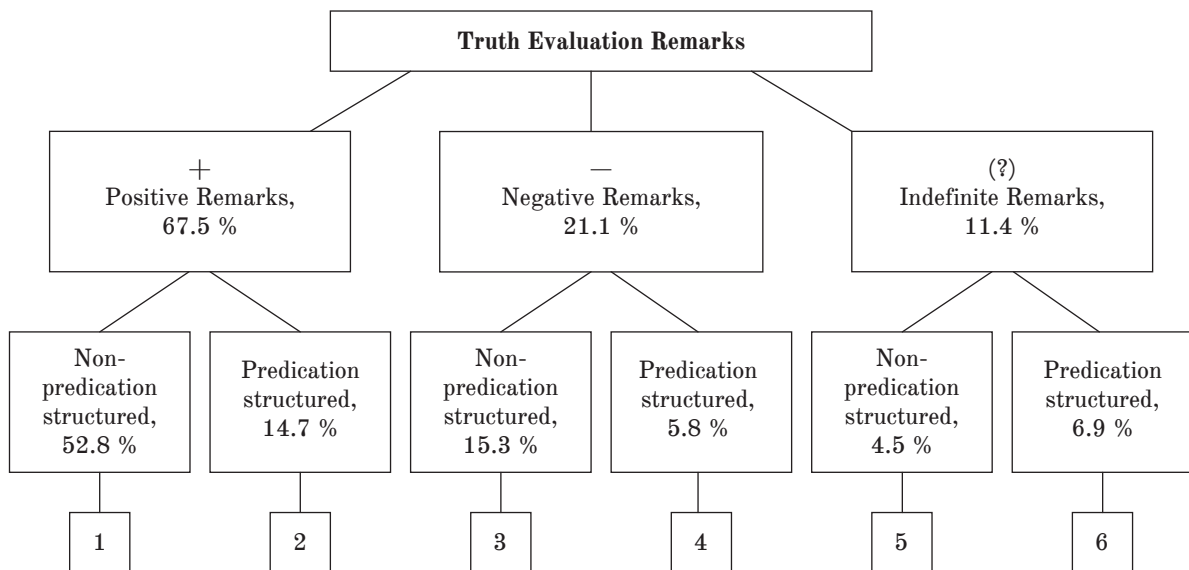 Truth Evaluation Remarks
+
Positive Remarks,
67.5 %
—
Negative Remarks,
21.1 %
(?)
Indefinite Remarks,
11.4 %
Non-
predication
structured,
52.8 %
Predication
structured,
14.7 %
Non-
predication
structured,
15.3 %
Predication
structured,
5.8 %
Non-
predication
structured,
4.5 %
Predication
structured,
6.9 %
1
2
3
4
5
6